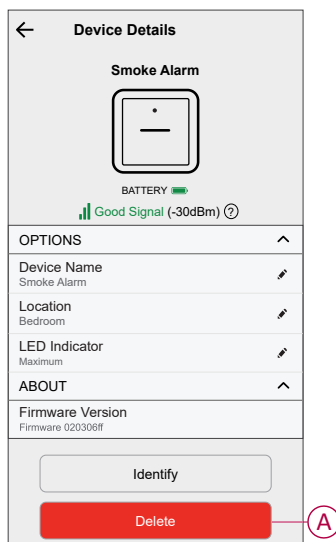 Device Details
Smoke Alarm
BATTERY
Good Signal (-30dBm) ?
OPTIONS
Device Name
Smoke Alarm
Location
Bedroom
LED Indicator
Maximum
ABOUT
Firmware Version
Firmware 020306ff
Identify
Delete
A